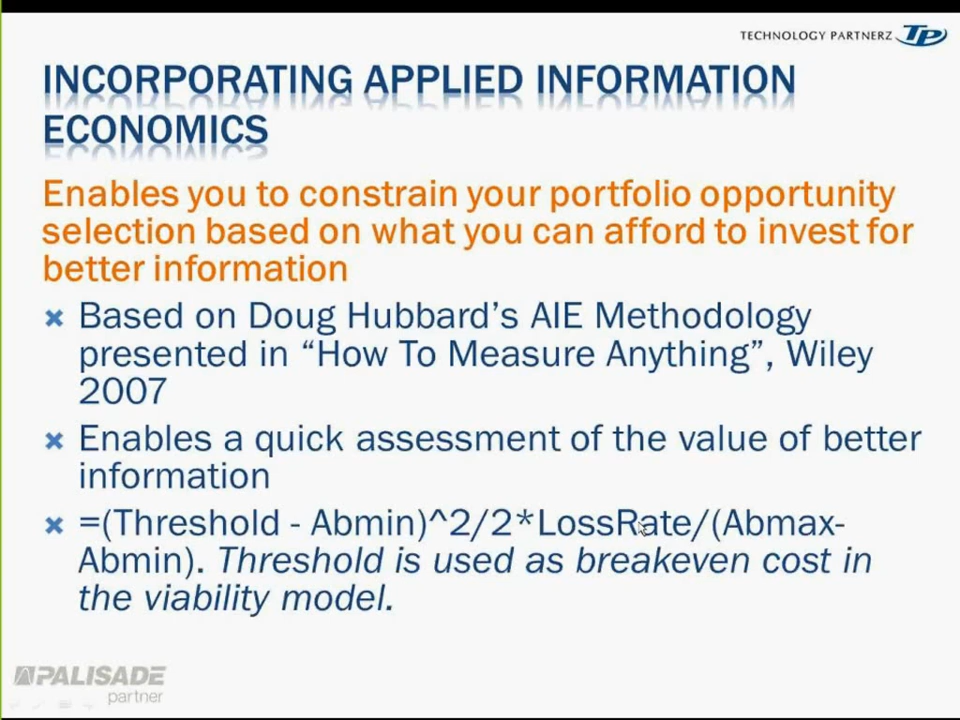 TECHNOLOGY PARTNERZ TP
INCORPORATING APPLIED INFORMATION
ECONOMICS
Enables you to constrain your portfolio opportunity
selection based on what you can afford to invest for
better information
Based on Doug Hubbard's AIE Methodology
presented in “How To Measure Anything”, Wiley
2007
Enables a quick assessment of the value of better
information
=(Threshold - Abmin)^2/2*LossRate/(Abmax-
Abmin). Threshold is used as breakeven cost in
the viability model.
PALISADE
partner